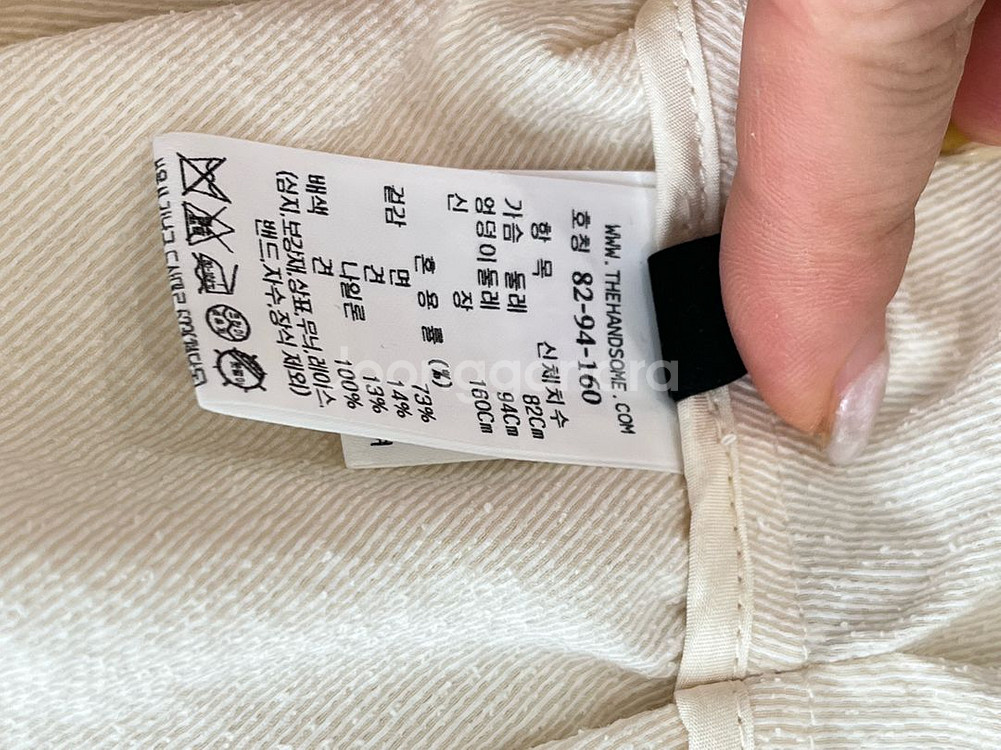 WWW.THEHANDSOME.COM
호칭 82-94-160
항 목 신체치수
가슴 둘레 82Cm
엉덩이둘레 94Cm
신 장 160Cm
혼 용 률 (%)
겉감 면 73%
견 14%
나일론 13%
배색 견 100%
(심지,보강재,상표,무늬레이스
밴드,자수,장식 제외)
joonggonara